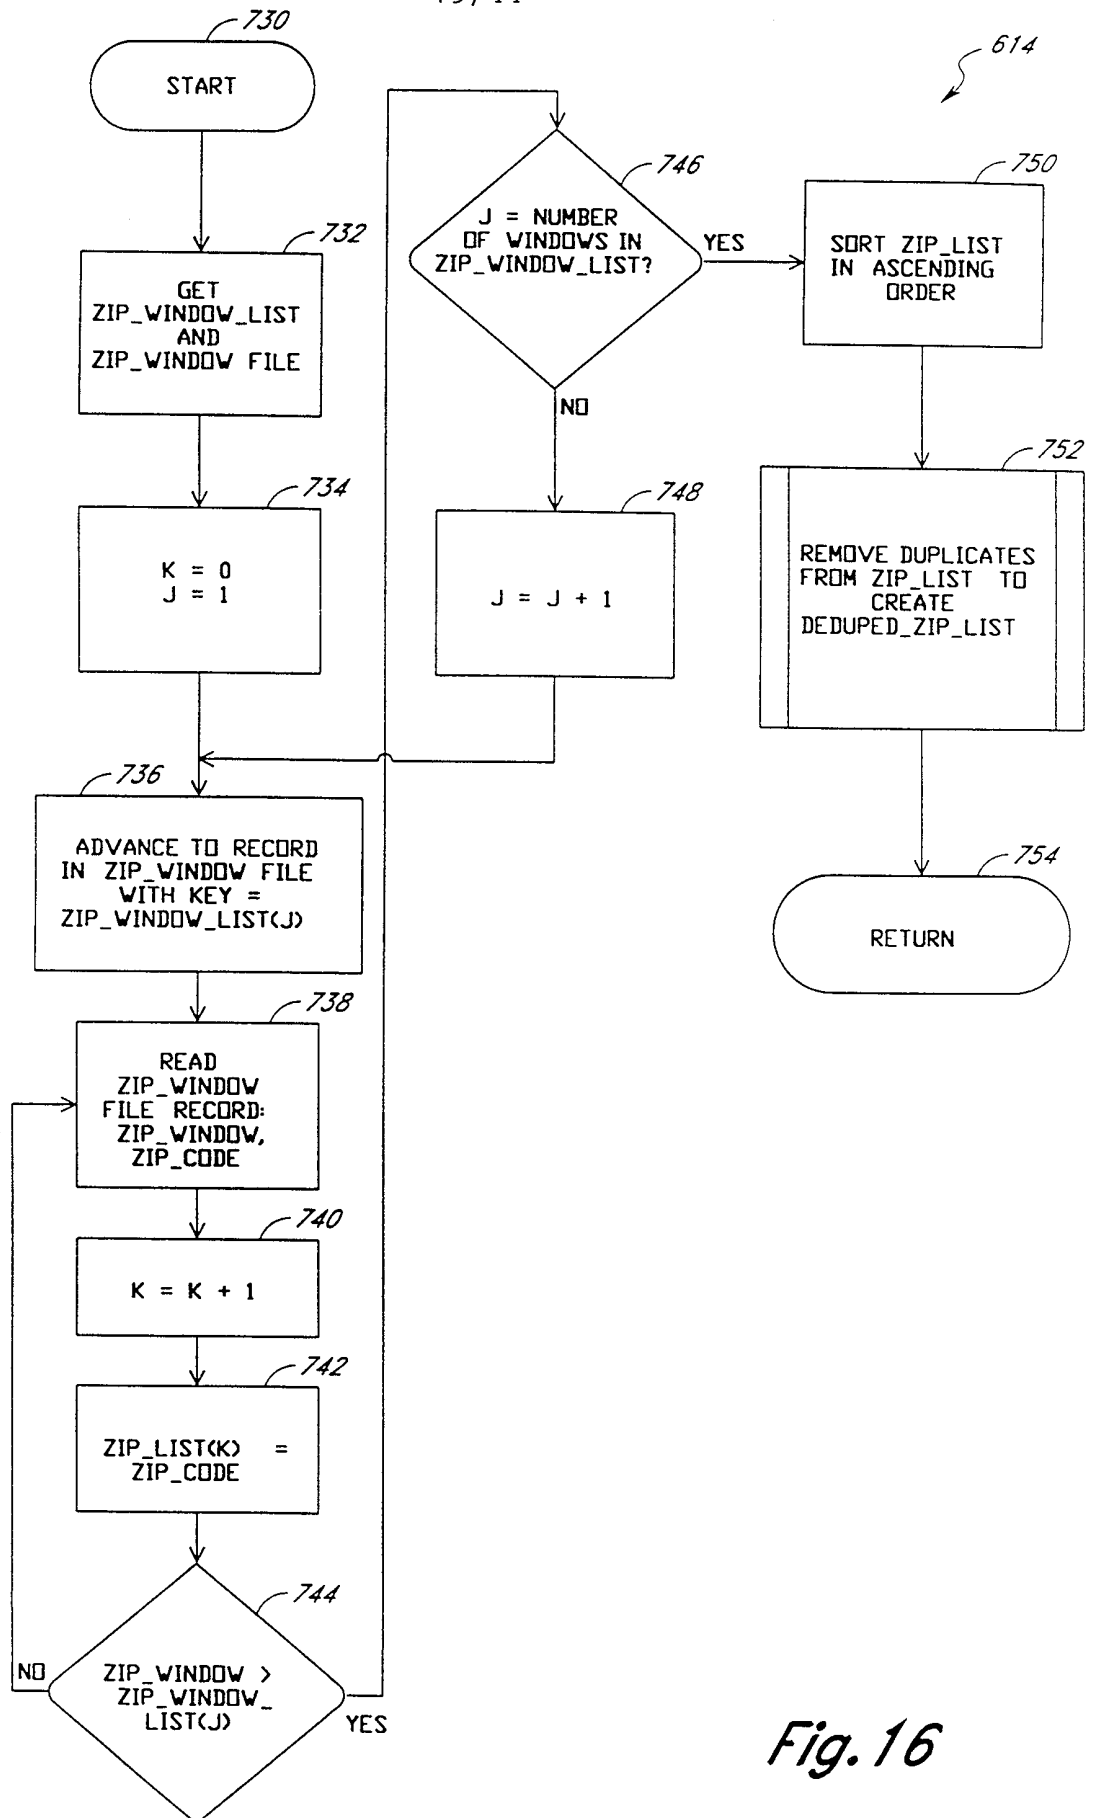 730
START
732
GET
ZIP_WINDOW_LIST
AND
ZIP_WINDOW FILE
734
K = 0
J = 1
736
ADVANCE TO RECORD
IN ZIP_WINDOW FILE
WITH KEY =
ZIP_WINDOW_LIST(J)
738
READ
ZIP_WINDOW
FILE RECORD:
ZIP_WINDOW,
ZIP_CODE
740
K = K + 1
742
ZIP_LIST(K) =
ZIP_CODE
744
ZIP_WINDOW >
ZIP_WINDOW_
LIST(J)
NO
YES
746
J = NUMBER
OF WINDOWS IN
ZIP_WINDOW_LIST?
YES
NO
748
J = J + 1
614
750
SORT ZIP_LIST
IN ASCENDING
ORDER
752
REMOVE DUPLICATES
FROM ZIP_LIST TO
CREATE
DEDUPED_ZIP_LIST
754
RETURN
Fig. 16